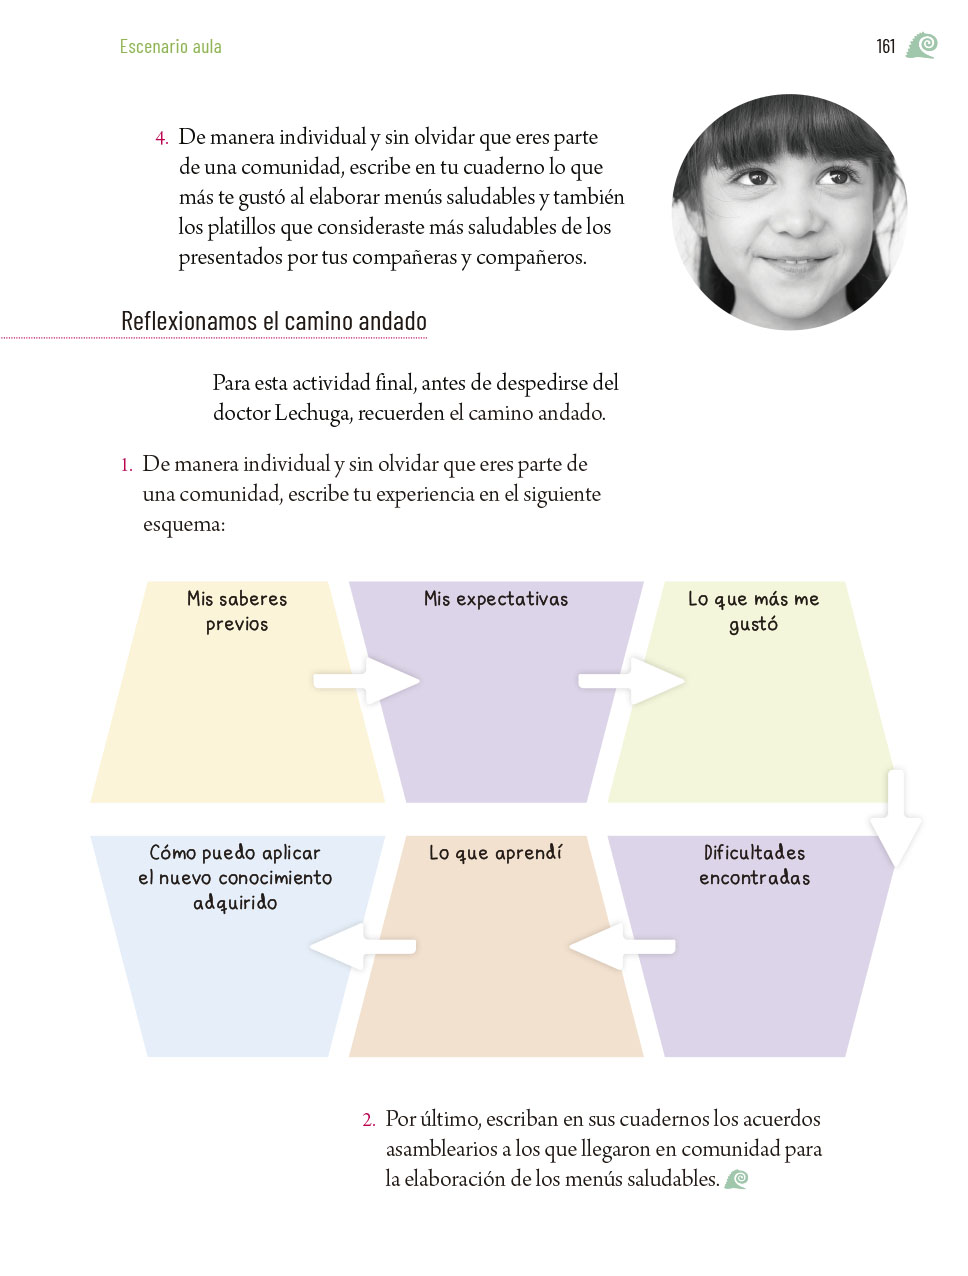 Escenario aula
161
4. De manera individual y sin olvidar que eres parte
de una comunidad, escribe en tu cuaderno lo que
más te gustó al elaborar menús saludables y también
los platillos que consideraste más saludables de los
presentados por tus compañeras y compañeros.
Reflexionamos el camino andado
Para esta actividad final, antes de despedirse del
doctor Lechuga, recuerden el camino andado.
1. De manera individual y sin olvidar que eres parte de
una comunidad, escribe tu experiencia en el siguiente
esquema:
Mis saberes
previos
Mis expectativas
Lo que más me
gustó
Cómo puedo aplicar
el nuevo conocimiento
adquirido
Lo que aprendí
Dificultades
encontradas
2. Por último, escriban en sus cuadernos los acuerdos
asamblearios a los que llegaron en comunidad para
la elaboración de los menús saludables.